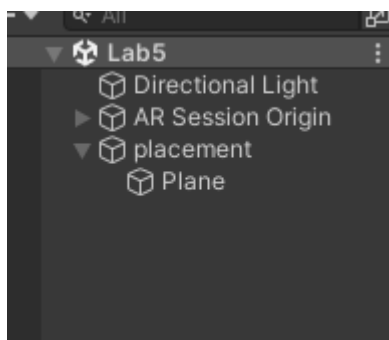 All
Lab5
Directional Light
AR Session Origin
placement
Plane